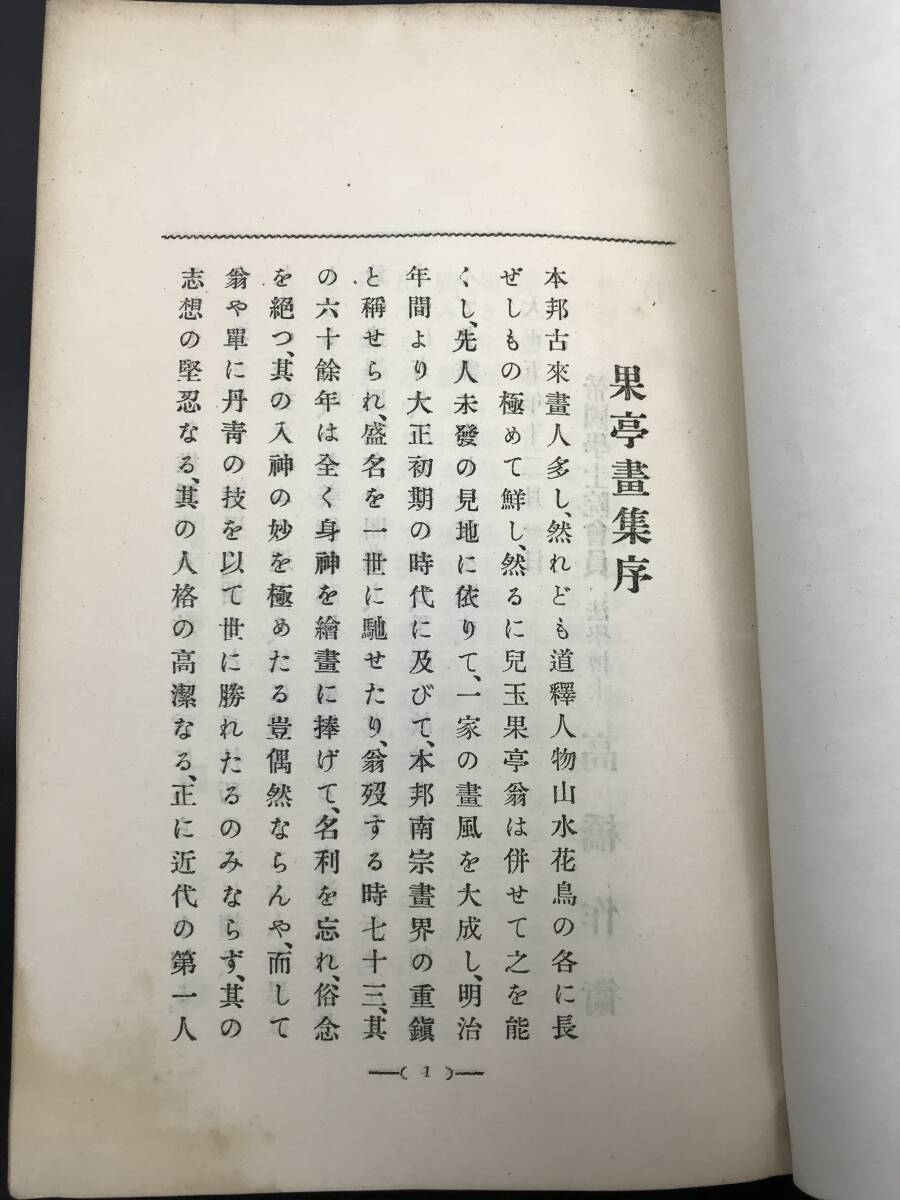 果亭畫集序
本邦古來畫人多し、然れども道釋人物山水花鳥の各に長
ぜしもの極めて鮮し、然るに兒玉果亭翁は併せて之を能
くし、先人未發の見地に依りて、一家の畫風を大成し、明治
年間より大正初期の時代に及びて、本邦南宗畫界の重鎭
と稱せられ、盛名を一世に馳せたり、翁歿する時七十三、其
の六十餘年は全く身神を繪畫に捧げて、名利を忘れ、俗念
を絕つ、其の入神の妙を極めたる豈偶然ならんや、而して
翁や單に丹靑の技を以て世に勝れたるのみならず、其の
志想の堅忍なる、其の人格の高潔なる、正に近代の第一人
(1)